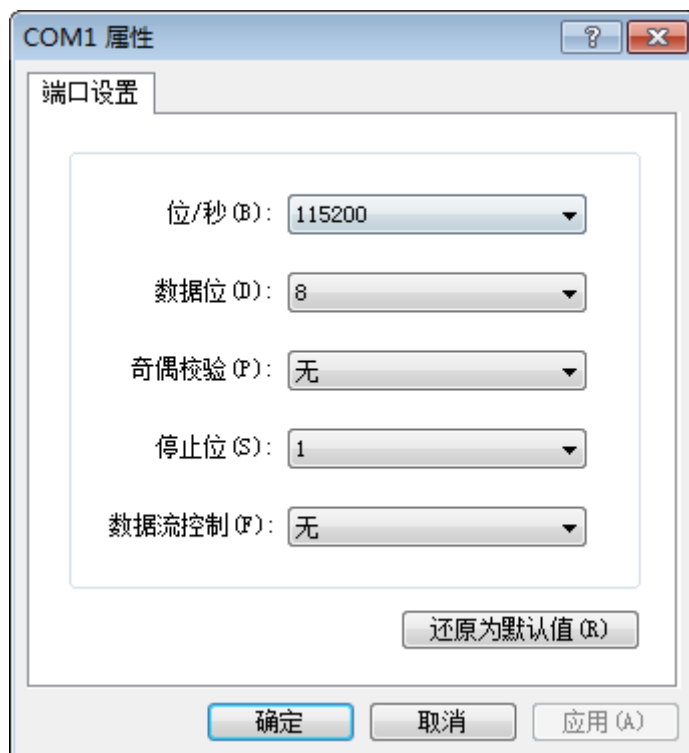 COM1 属性
端口设置
位/秒(B): 115200
数据位(D): 8
奇偶校验(P): 无
停止位(S): 1
数据流控制(F): 无
还原为默认值(R)
确定 取消 应用(A)